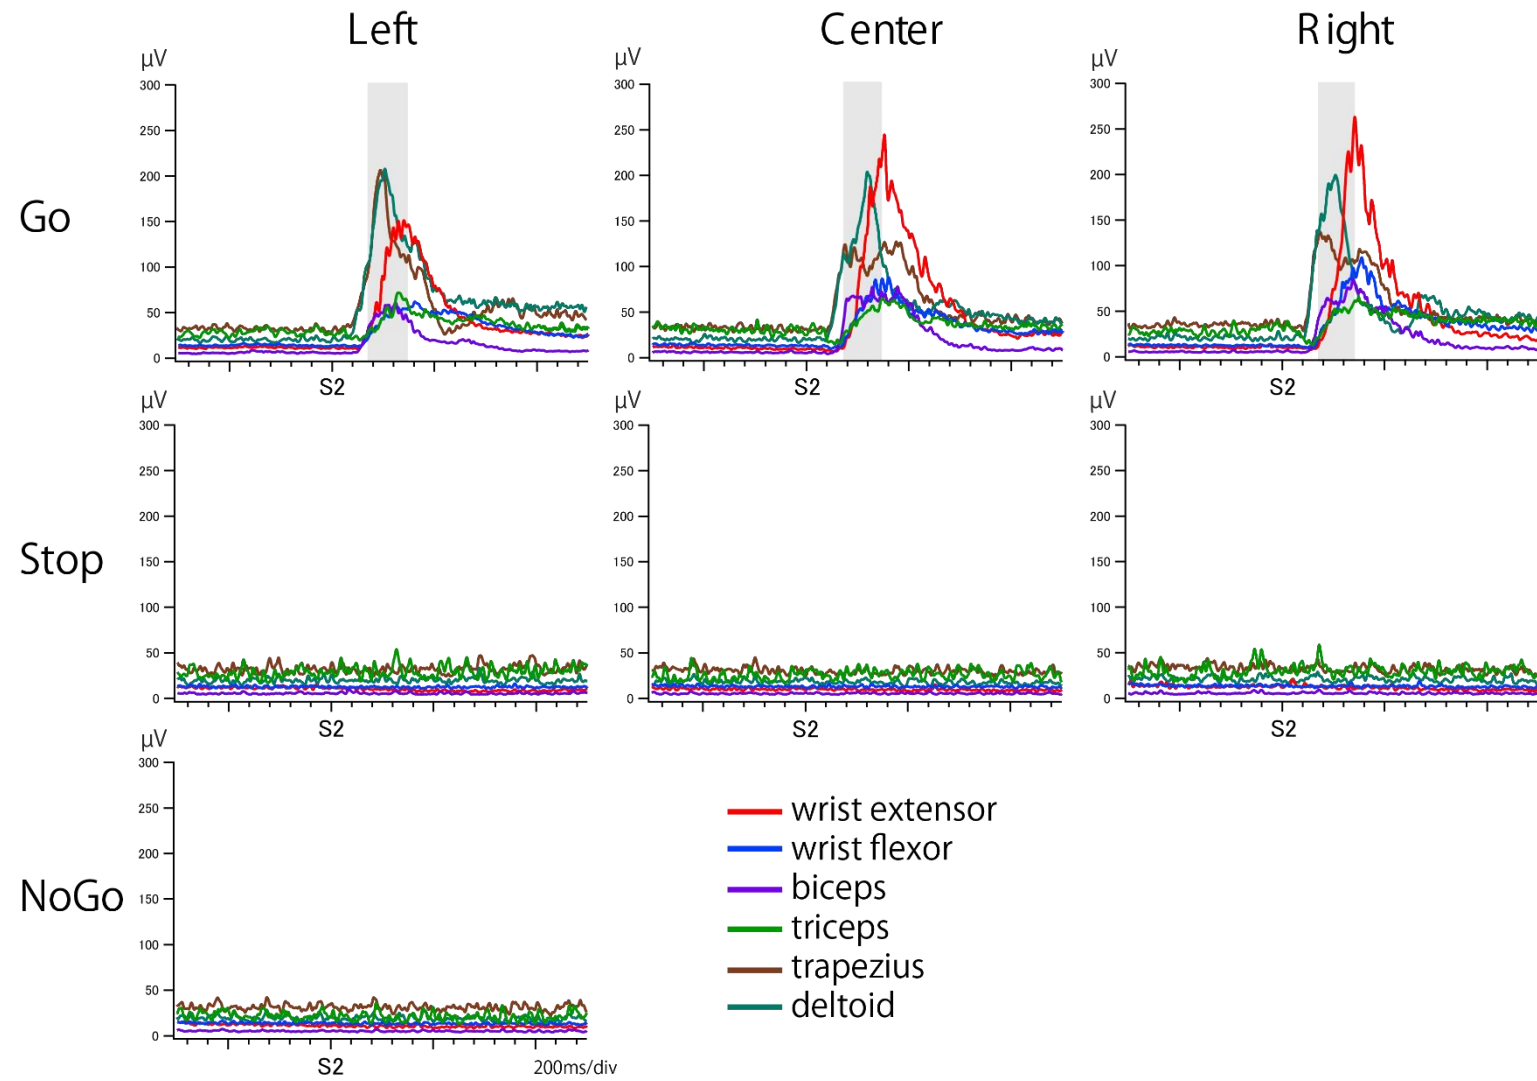 Left Center Right
μV μV μV
300 300 300
250 250 250
200 200 200
Go
150 150 150
100 100 100
50 50 50
0 0 0
S2 S2 S2
μV μV μV
300 300 300
250 250 250
200 200 200
Stop
150 150 150
100 100 100
50 50 50
0 0 0
S2 S2 S2
μV
300
250
200
NoGo
150
100
50
0
S2
200ms/div
wrist extensor
wrist flexor
biceps
triceps
trapezius
deltoid